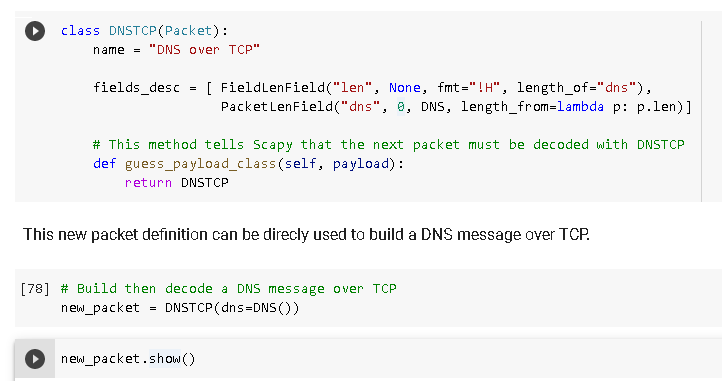 class DNSTCP(Packet):
name = "DNS over TCP"
fields_desc = [ FieldLenField("len", None, fmt="!H", length_of="dns"),
PacketLenField("dns", 0, DNS, length_from=lambda p: p.len)]
# This method tells Scapy that the next packet must be decoded with DNSTCP
def guess_payload_class(self, payload):
return DNSTCP
This new packet definition can be direcly used to build a DNS message over TCP.
[78] # Build then decode a DNS message over TCP
new_packet = DNSTCP(dns=DNS())
new_packet.show()